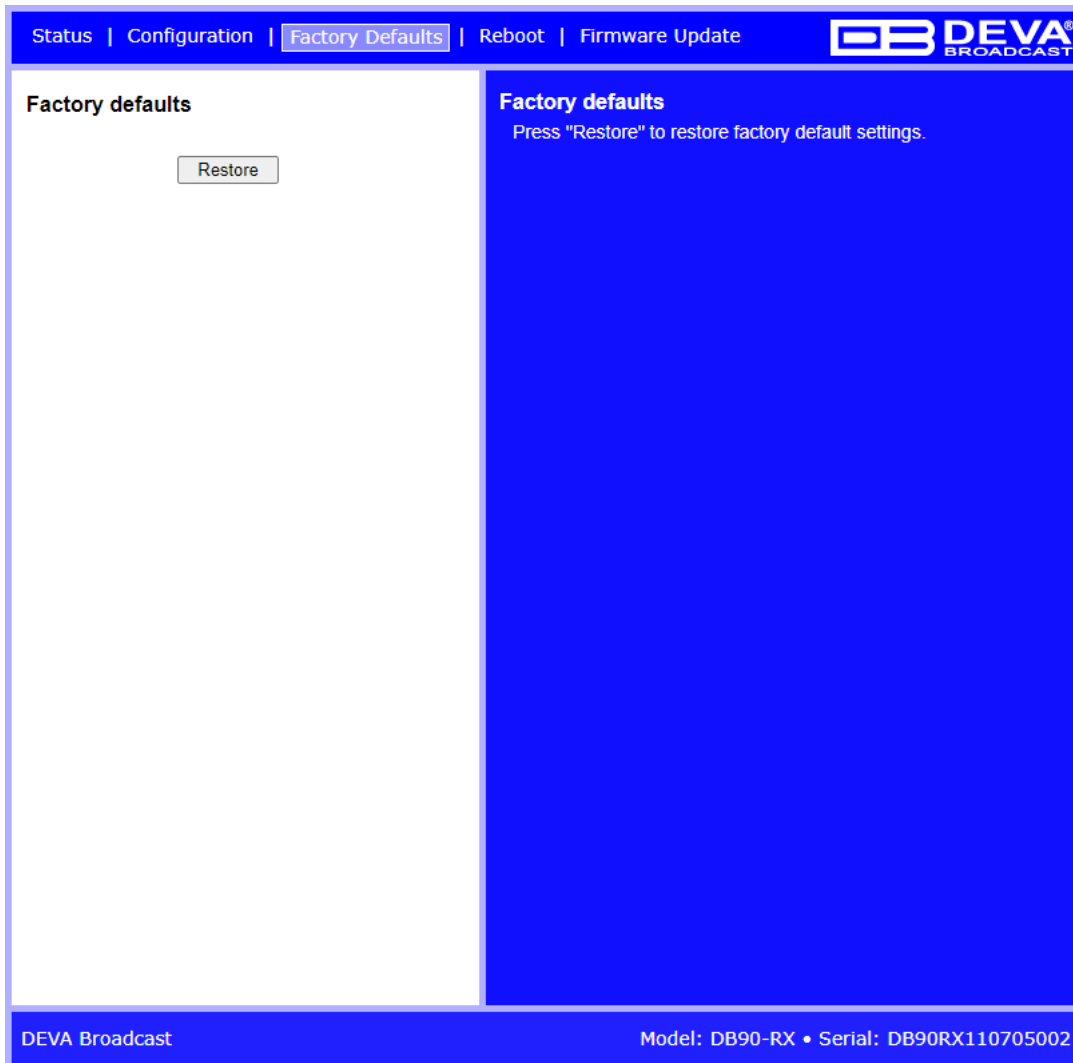 Status | Configuration | Factory Defaults | Reboot | Firmware Update
DB DEVA®
BROADCAST
Factory defaults
Restore
Factory defaults
Press "Restore" to restore factory default settings.
DEVA Broadcast
Model: DB90-RX • Serial: DB90RX110705002